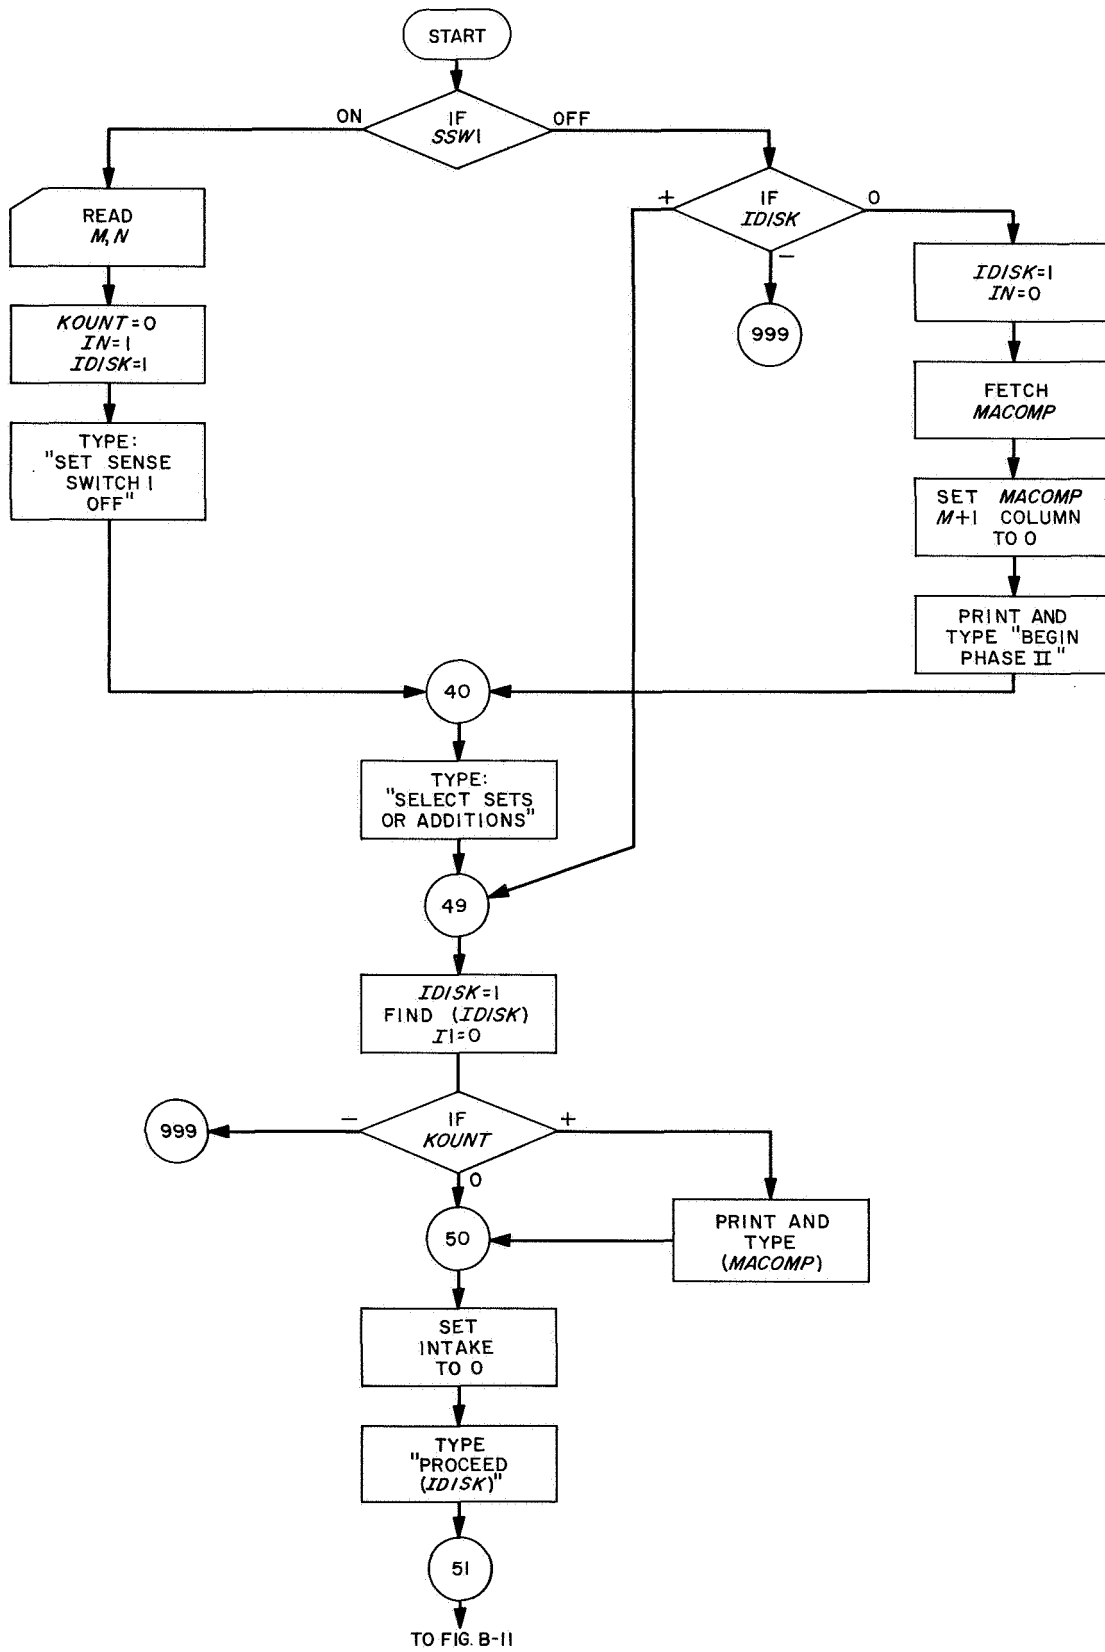 START
IF
SSW1
ON
OFF
READ
M, N
IF
IDISK
+
0
−
999
IDISK=1
IN=0
KOUNT=0
IN=1
IDISK=1
FETCH
MACOMP
TYPE:
"SET SENSE
SWITCH 1
OFF"
SET MACOMP
M+1 COLUMN
TO 0
PRINT AND
TYPE "BEGIN
PHASE II"
40
TYPE:
"SELECT SETS
OR ADDITIONS"
49
IDISK=1
FIND (IDISK)
I1=0
IF
KOUNT
−
+
0
999
50
PRINT AND
TYPE
(MACOMP)
SET
INTAKE
TO 0
TYPE
"PROCEED
(IDISK)"
51
TO FIG. B-11